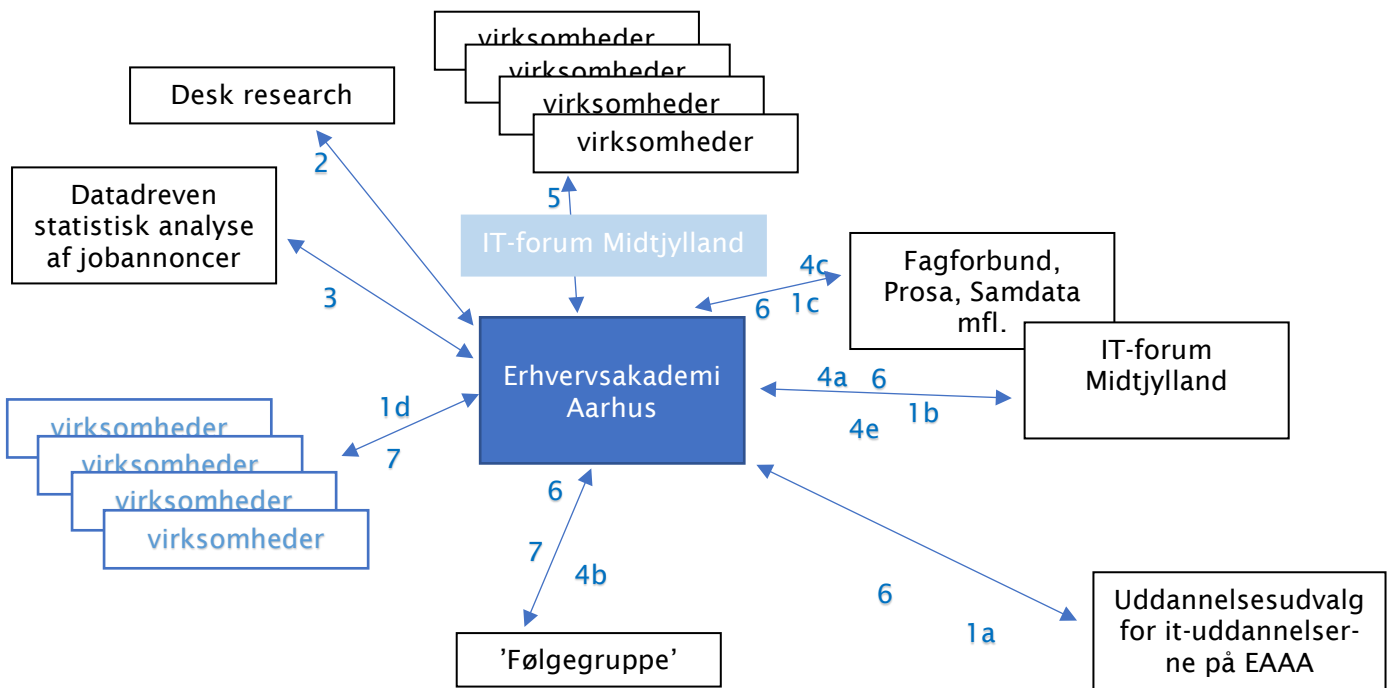 virksomheder
virksomheder
virksomheder
virksomheder
Desk research
2
Datadreven
statistisk analyse
af jobannoncer
3
5
IT-forum Midtjylland
4c
6 1c
Fagforbund,
Prosa, Samdata
mfl.
IT-forum
Midtjylland
Erhvervsakademi
Aarhus
4a 6
1b
4e
1d
7
virksomheder
virksomheder
virksomheder
virksomheder
6
7
4b
'Følgegruppe'
6
1a
Uddannelsesudvalg
for it-uddannelser-
ne på EAAA